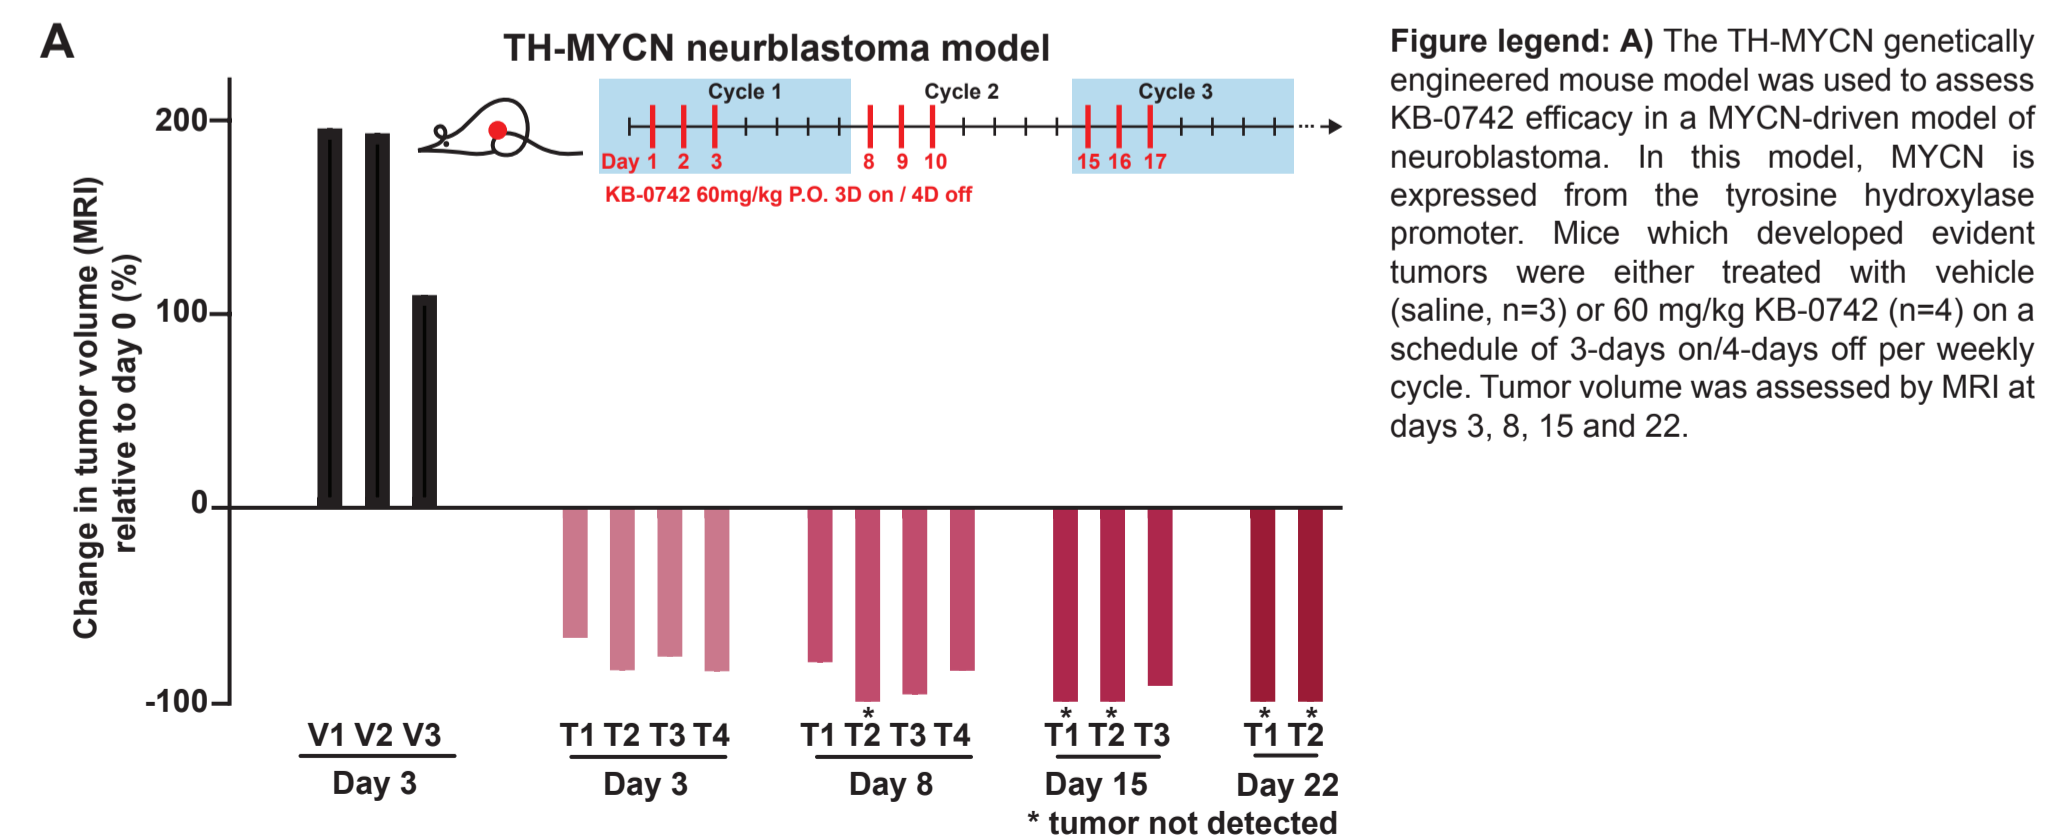 A
TH-MYCN neurblastoma model
Cycle 1
Cycle 2
Cycle 3
Day 1 2 3 8 9 10 15 16 17
...
KB-0742 60mg/kg P.O. 3D on / 4D off
Change in tumor volume (MRI)
relative to day 0 (%)
200
100
0
-100
* * * * *
V1 V2 V3 T1 T2 T3 T4 T1 T2 T3 T4 T1 T2 T3 T1 T2
Day 3 Day 3 Day 8 Day 15 Day 22
* tumor not detected
Figure legend: A) The TH-MYCN genetically
engineered mouse model was used to assess
KB-0742 efficacy in a MYCN-driven model of
neuroblastoma. In this model, MYCN is
expressed from the tyrosine hydroxylase
promoter. Mice which developed evident
tumors were either treated with vehicle
(saline, n=3) or 60 mg/kg KB-0742 (n=4) on a
schedule of 3-days on/4-days off per weekly
cycle. Tumor volume was assessed by MRI at
days 3, 8, 15 and 22.